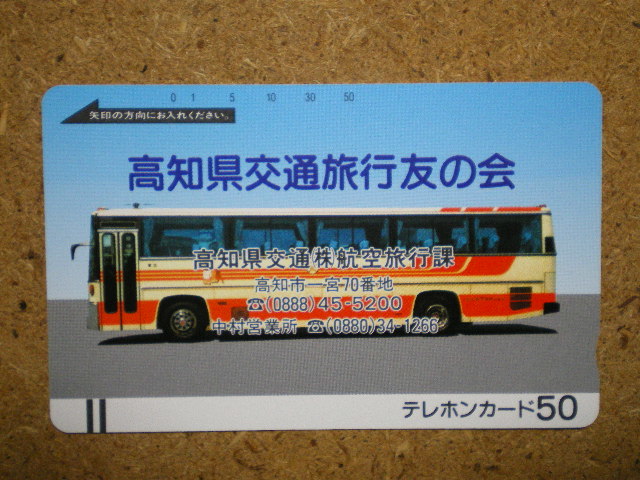 0 1 5 10 30 50
矢印の方向にお入れください。
高知県交通旅行友の会
高知県交通㈱航空旅行課
高知市一宮70番地
☎(0888)45-5200
中村営業所 ☎(0880)34-1266
テレホンカード50